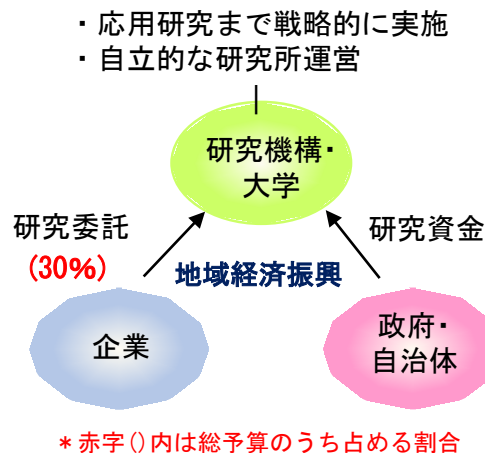 ・応用研究まで戦略的に実施
・自立的な研究所運営
研究機構・
大学
研究委託
(30%)
研究資金
地域経済振興
企業
政府・
自治体
*赤字()内は総予算のうち占める割合